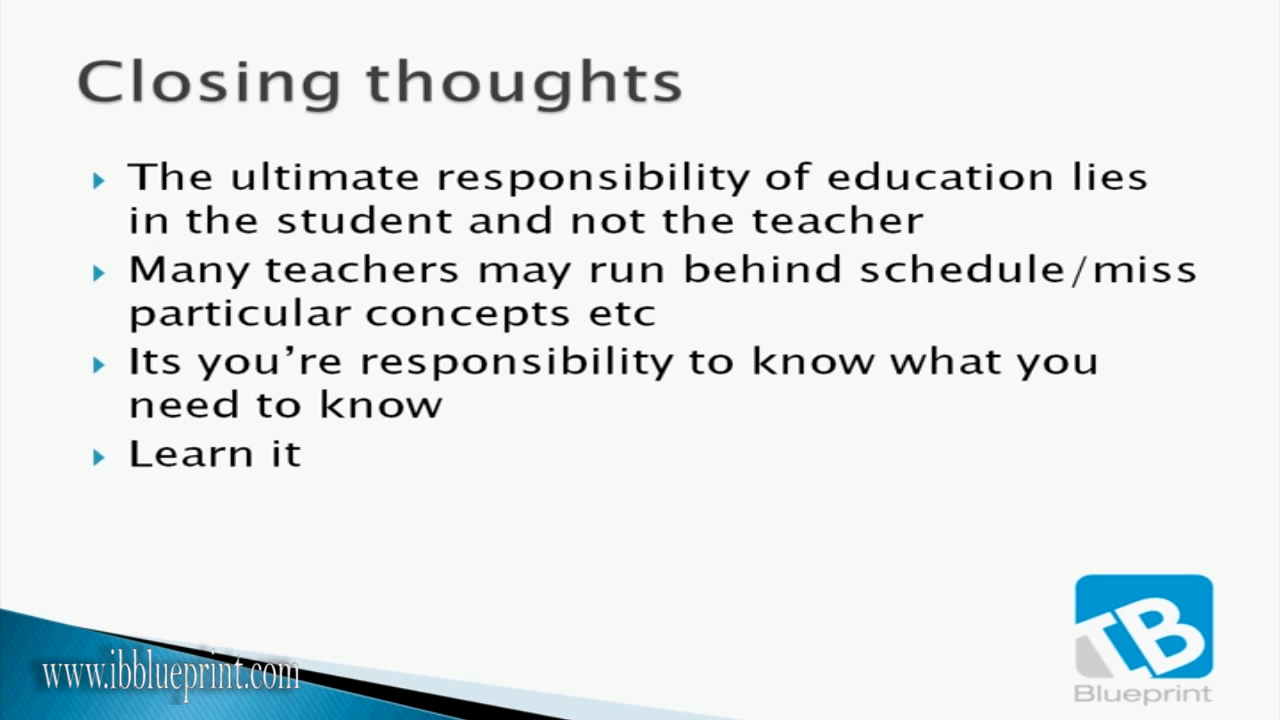 Closing thoughts
The ultimate responsibility of education lies
in the student and not the teacher
Many teachers may run behind schedule/miss
particular concepts etc
Its you’re responsibility to know what you
need to know
Learn it
www.ibblueprint.com
IB
Blueprint